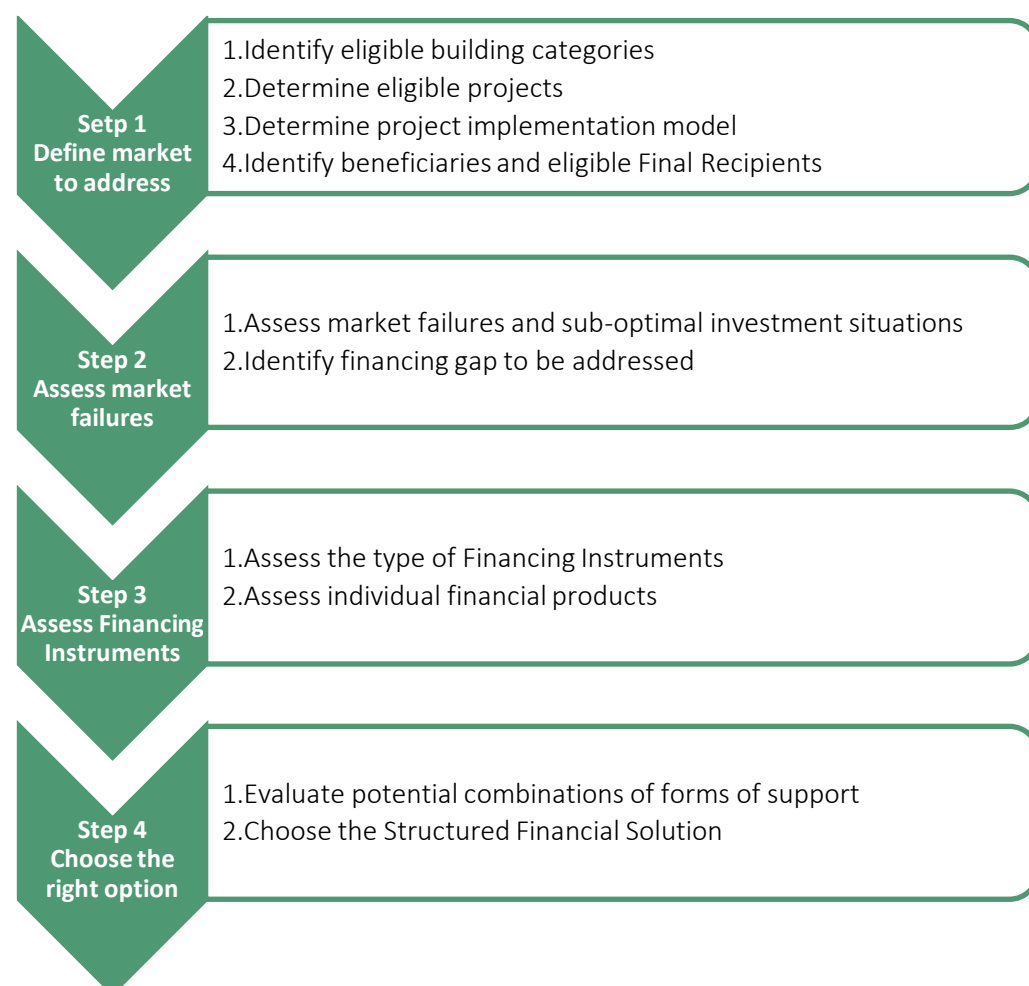 Setp 1
Define market
to address
1.Identify eligible building categories
2.Determine eligible projects
3.Determine project implementation model
4.Identify beneficiaries and eligible Final Recipients
Step 2
Assess market
failures
1.Assess market failures and sub-optimal investment situations
2.Identify financing gap to be addressed
Step 3
Assess Financing
Instruments
1.Assess the type of Financing Instruments
2.Assess individual financial products
Step 4
Choose the
right option
1.Evaluate potential combinations of forms of support
2.Choose the Structured Financial Solution